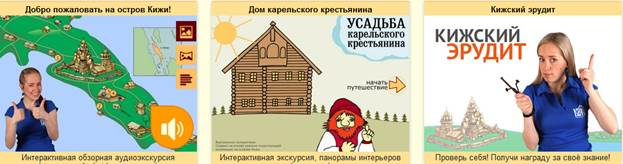 Добро пожаловать на остров Кижи!
Интерактивная обзорная аудиоэкскурсия
Дом карельского крестьянина
УСАДЬБА
карельского
крестьянина
начать
путешествие
Интерактивная экскурсия, панорамы интерьеров
Кижский эрудит
КИЖСКИЙ
ЭРУДИТ
Проверь себя! Получи награду за своё знание!